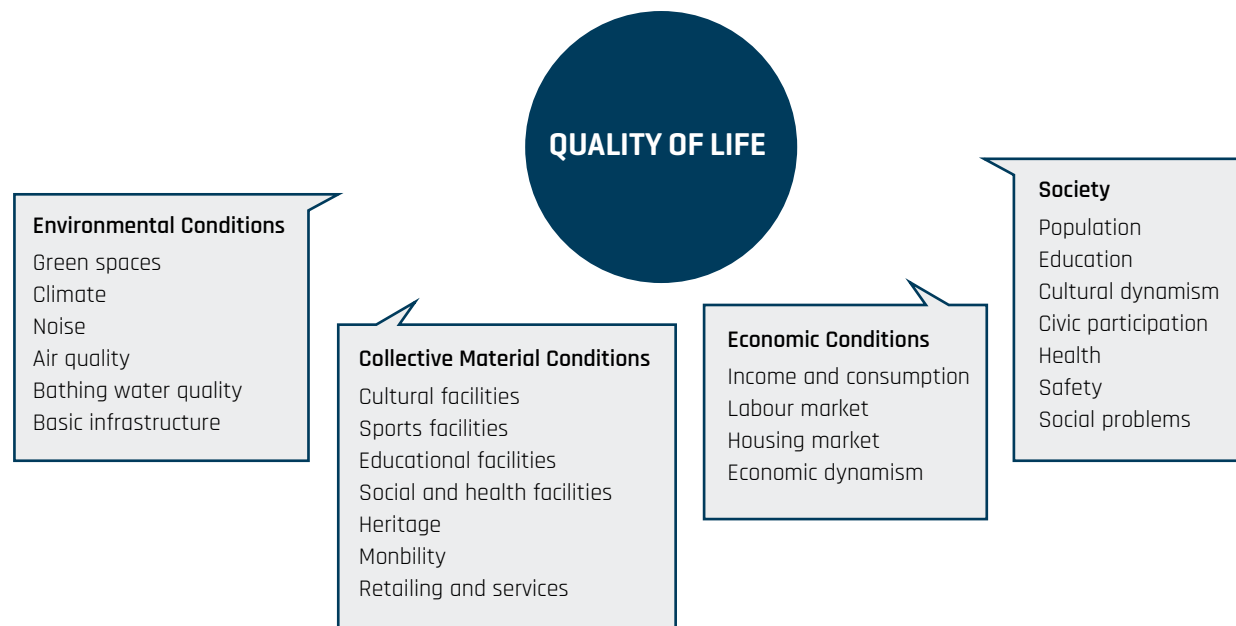 QUALITY OF LIFE
Environmental Conditions
Green spaces
Climate
Noise
Air quality
Bathing water quality
Basic infrastructure
Collective Material Conditions
Cultural facilities
Sports facilities
Educational facilities
Social and health facilities
Heritage
Monbility
Retailing and services
Economic Conditions
Income and consumption
Labour market
Housing market
Economic dynamism
Society
Population
Education
Cultural dynamism
Civic participation
Health
Safety
Social problems